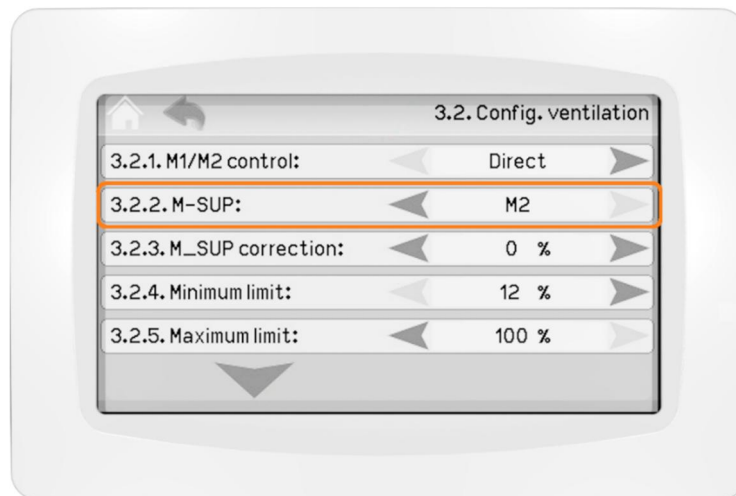 3.2. Config. ventilation
3.2.1. M1/M2 control: Direct
3.2.2. M-SUP: M2
3.2.3. M_SUP correction: 0 %
3.2.4. Minimum limit: 12 %
3.2.5. Maximum limit: 100 %